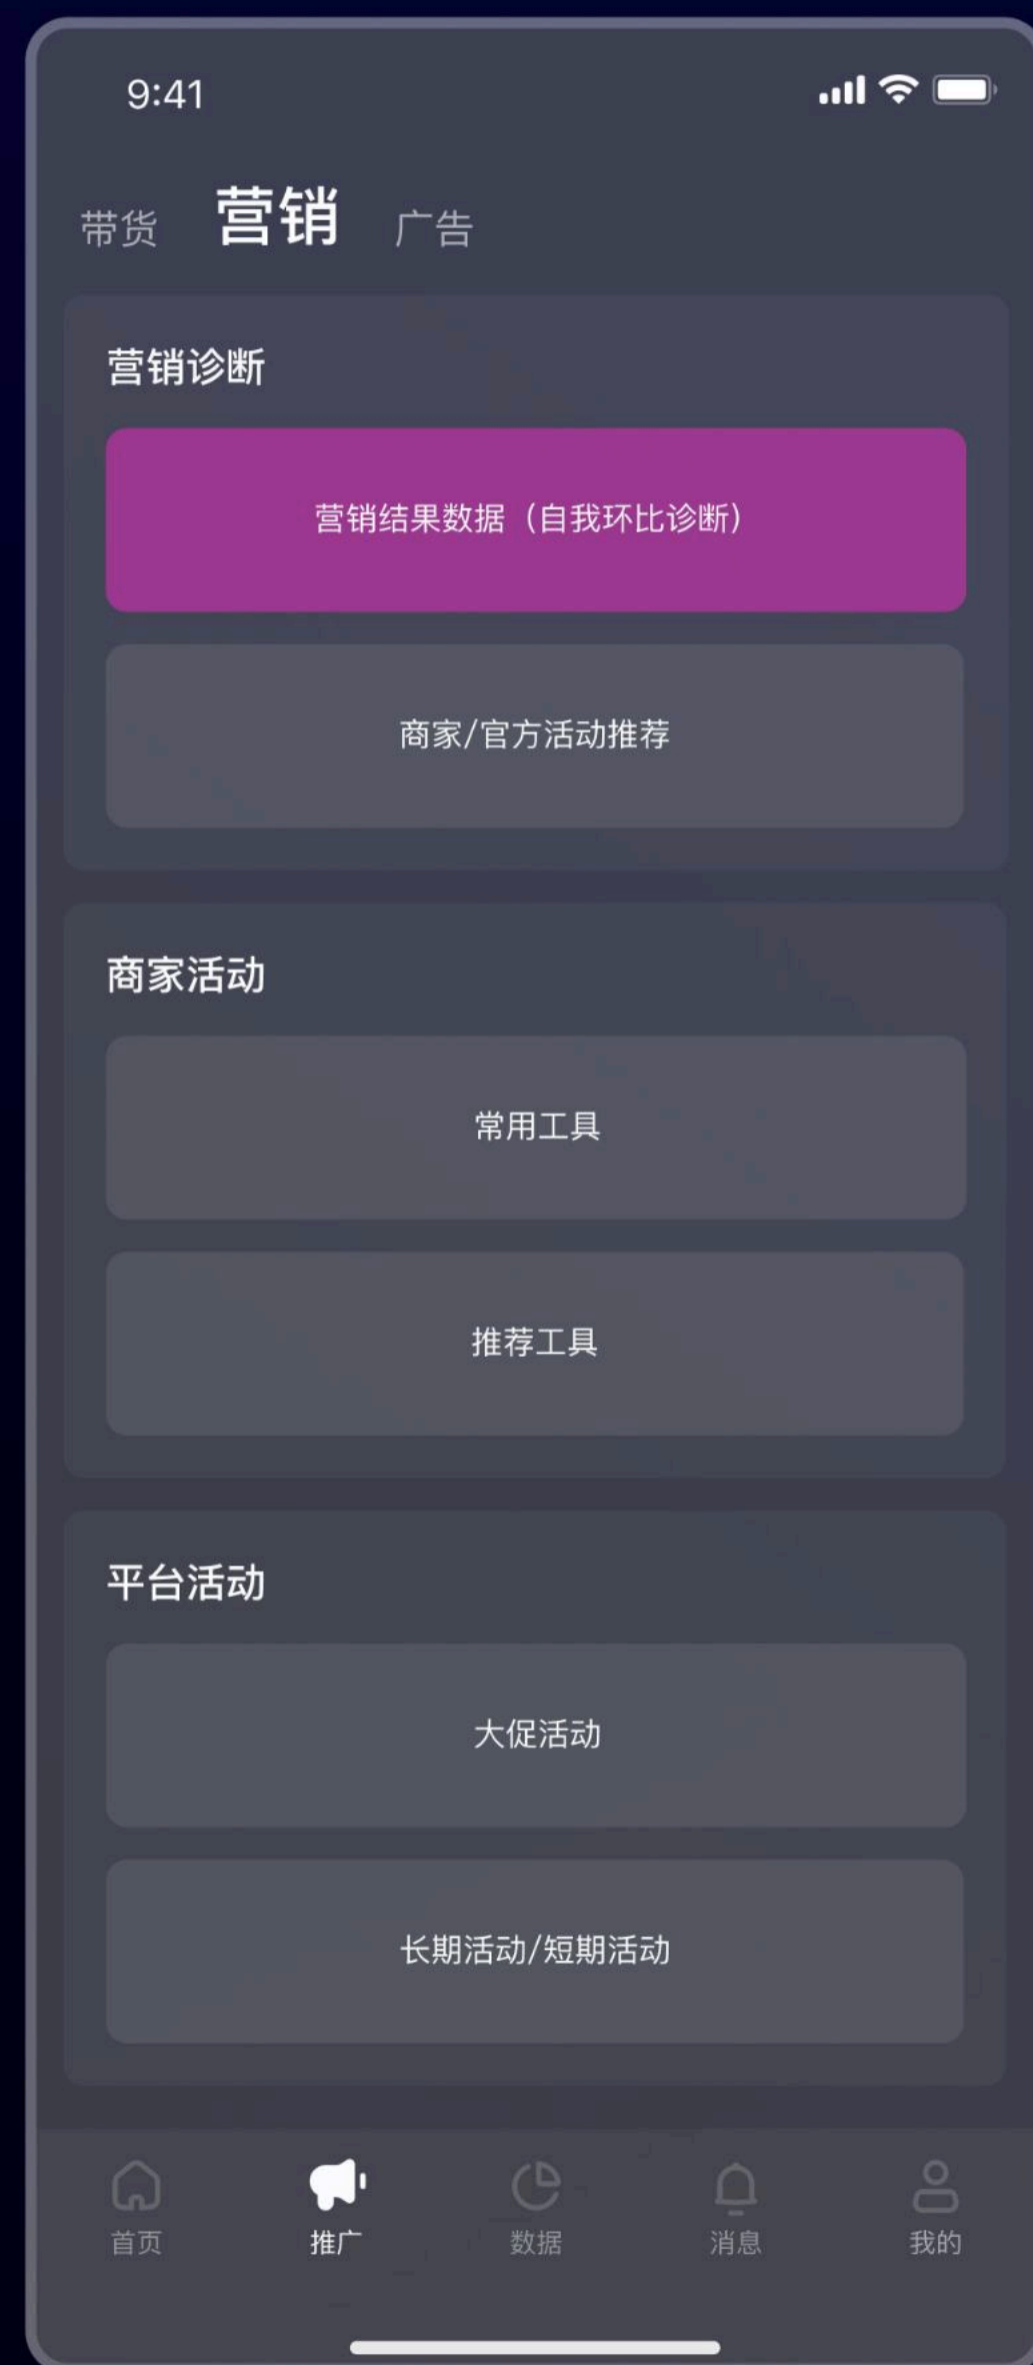 9:41
带货 营销 广告
营销诊断
营销结果数据（自我环比诊断）
商家/官方活动推荐
商家活动
常用工具
推荐工具
平台活动
大促活动
长期活动/短期活动
首页 推广 数据 消息 我的